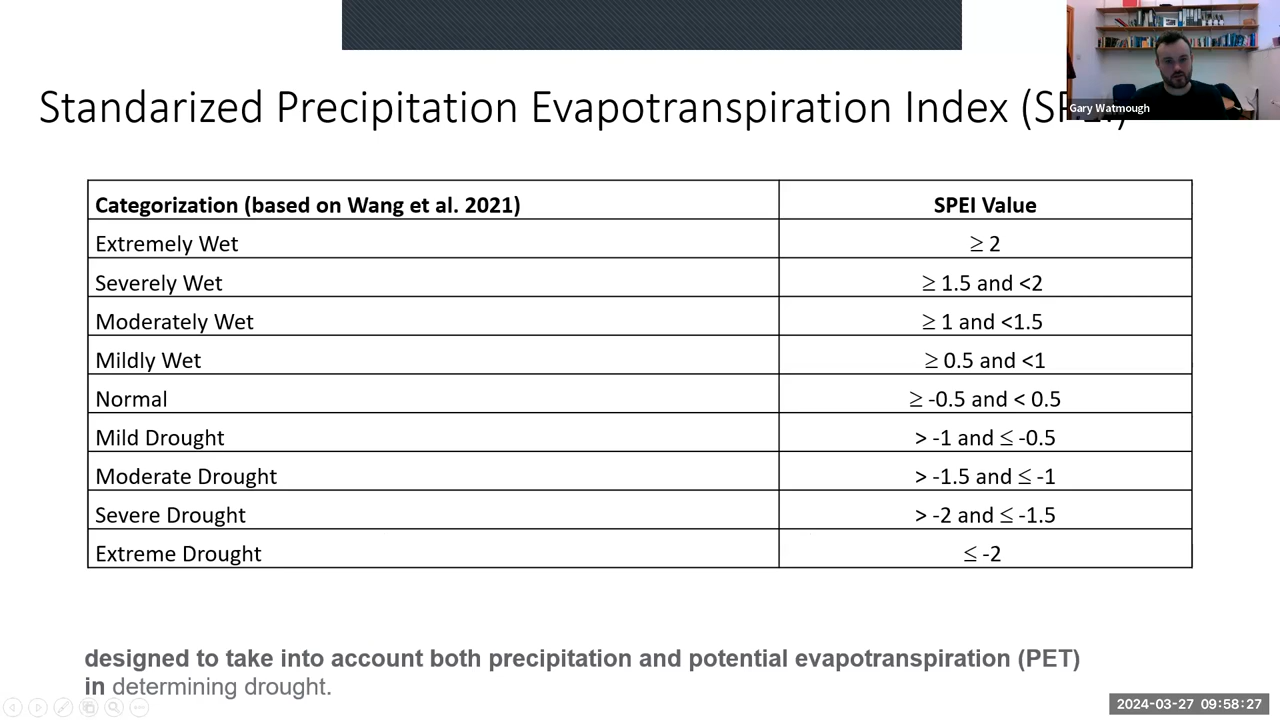 Gary Watmough
Standarized Precipitation Evapotranspiration Index (SPEI)
Categorization (based on Wang et al. 2021) SPEI Value
Extremely Wet ≥ 2
Severely Wet ≥ 1.5 and <2
Moderately Wet ≥ 1 and <1.5
Mildly Wet ≥ 0.5 and <1
Normal ≥ -0.5 and < 0.5
Mild Drought > -1 and ≤ -0.5
Moderate Drought > -1.5 and ≤ -1
Severe Drought > -2 and ≤ -1.5
Extreme Drought ≤ -2
designed to take into account both precipitation and potential evapotranspiration (PET)
in determining drought.
2024-03-27 09:58:27